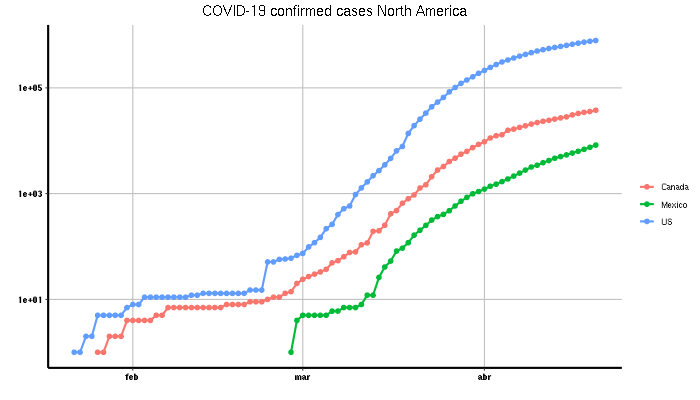 COVID-19 confirmed cases North America
1e+05
1e+03
1e+01
feb
mar
abr
Canada
Mexico
US